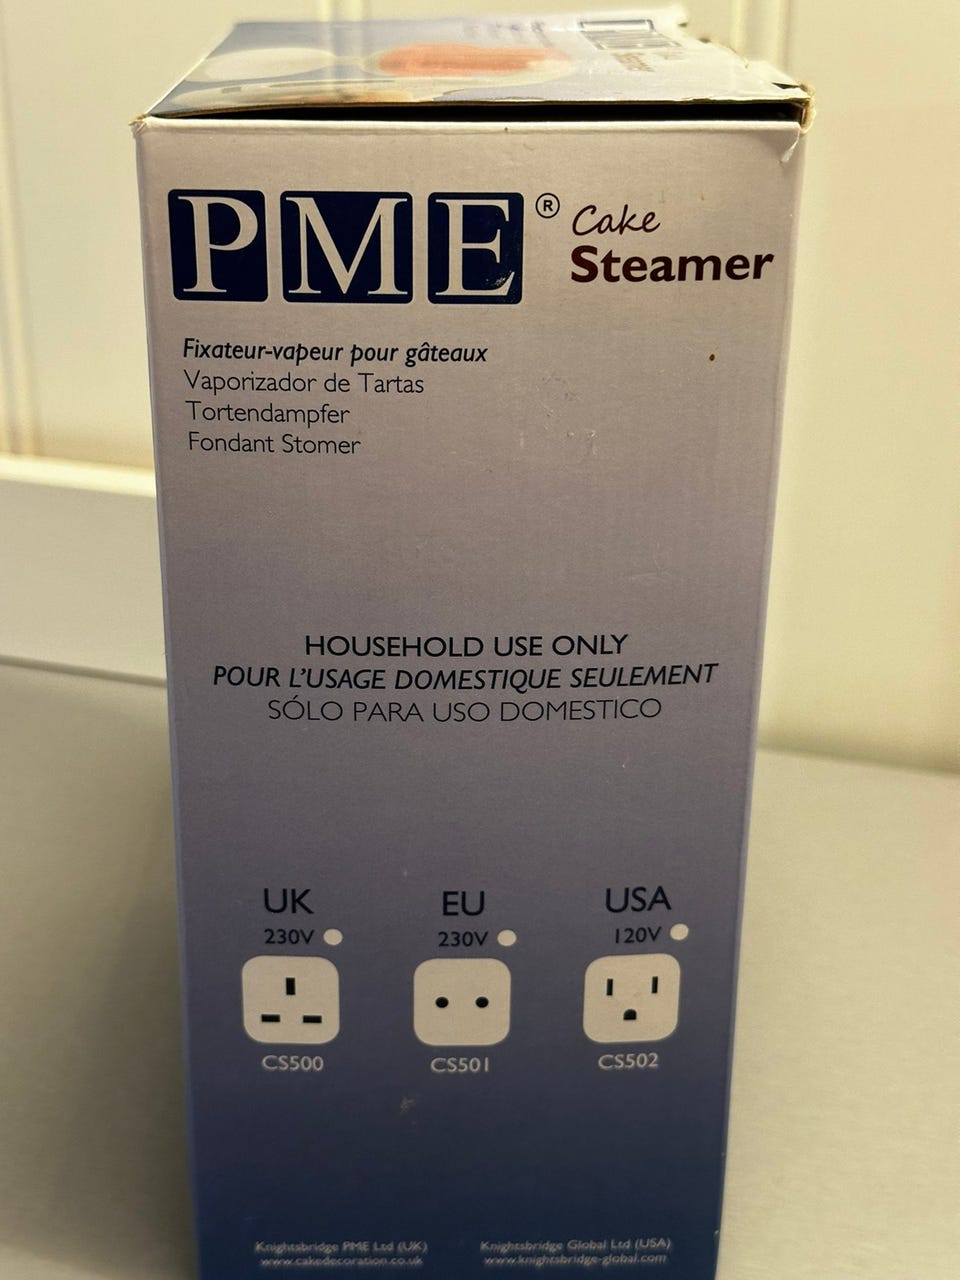 PME® Cake
Steamer
Fixateur-vapeur pour gâteaux
Vaporizador de Tartas
Tortendampfer
Fondant Stomer
HOUSEHOLD USE ONLY
POUR L'USAGE DOMESTIQUE SEULEMENT
SÓLO PARA USO DOMESTICO
UK EU USA
230V 230V 120V
CS500 CS501 CS502
Knightsbridge PME Ltd (UK) Knightsbridge Global Ltd (USA)
www.cakedecoration.co.uk www.knightsbridge-global.com